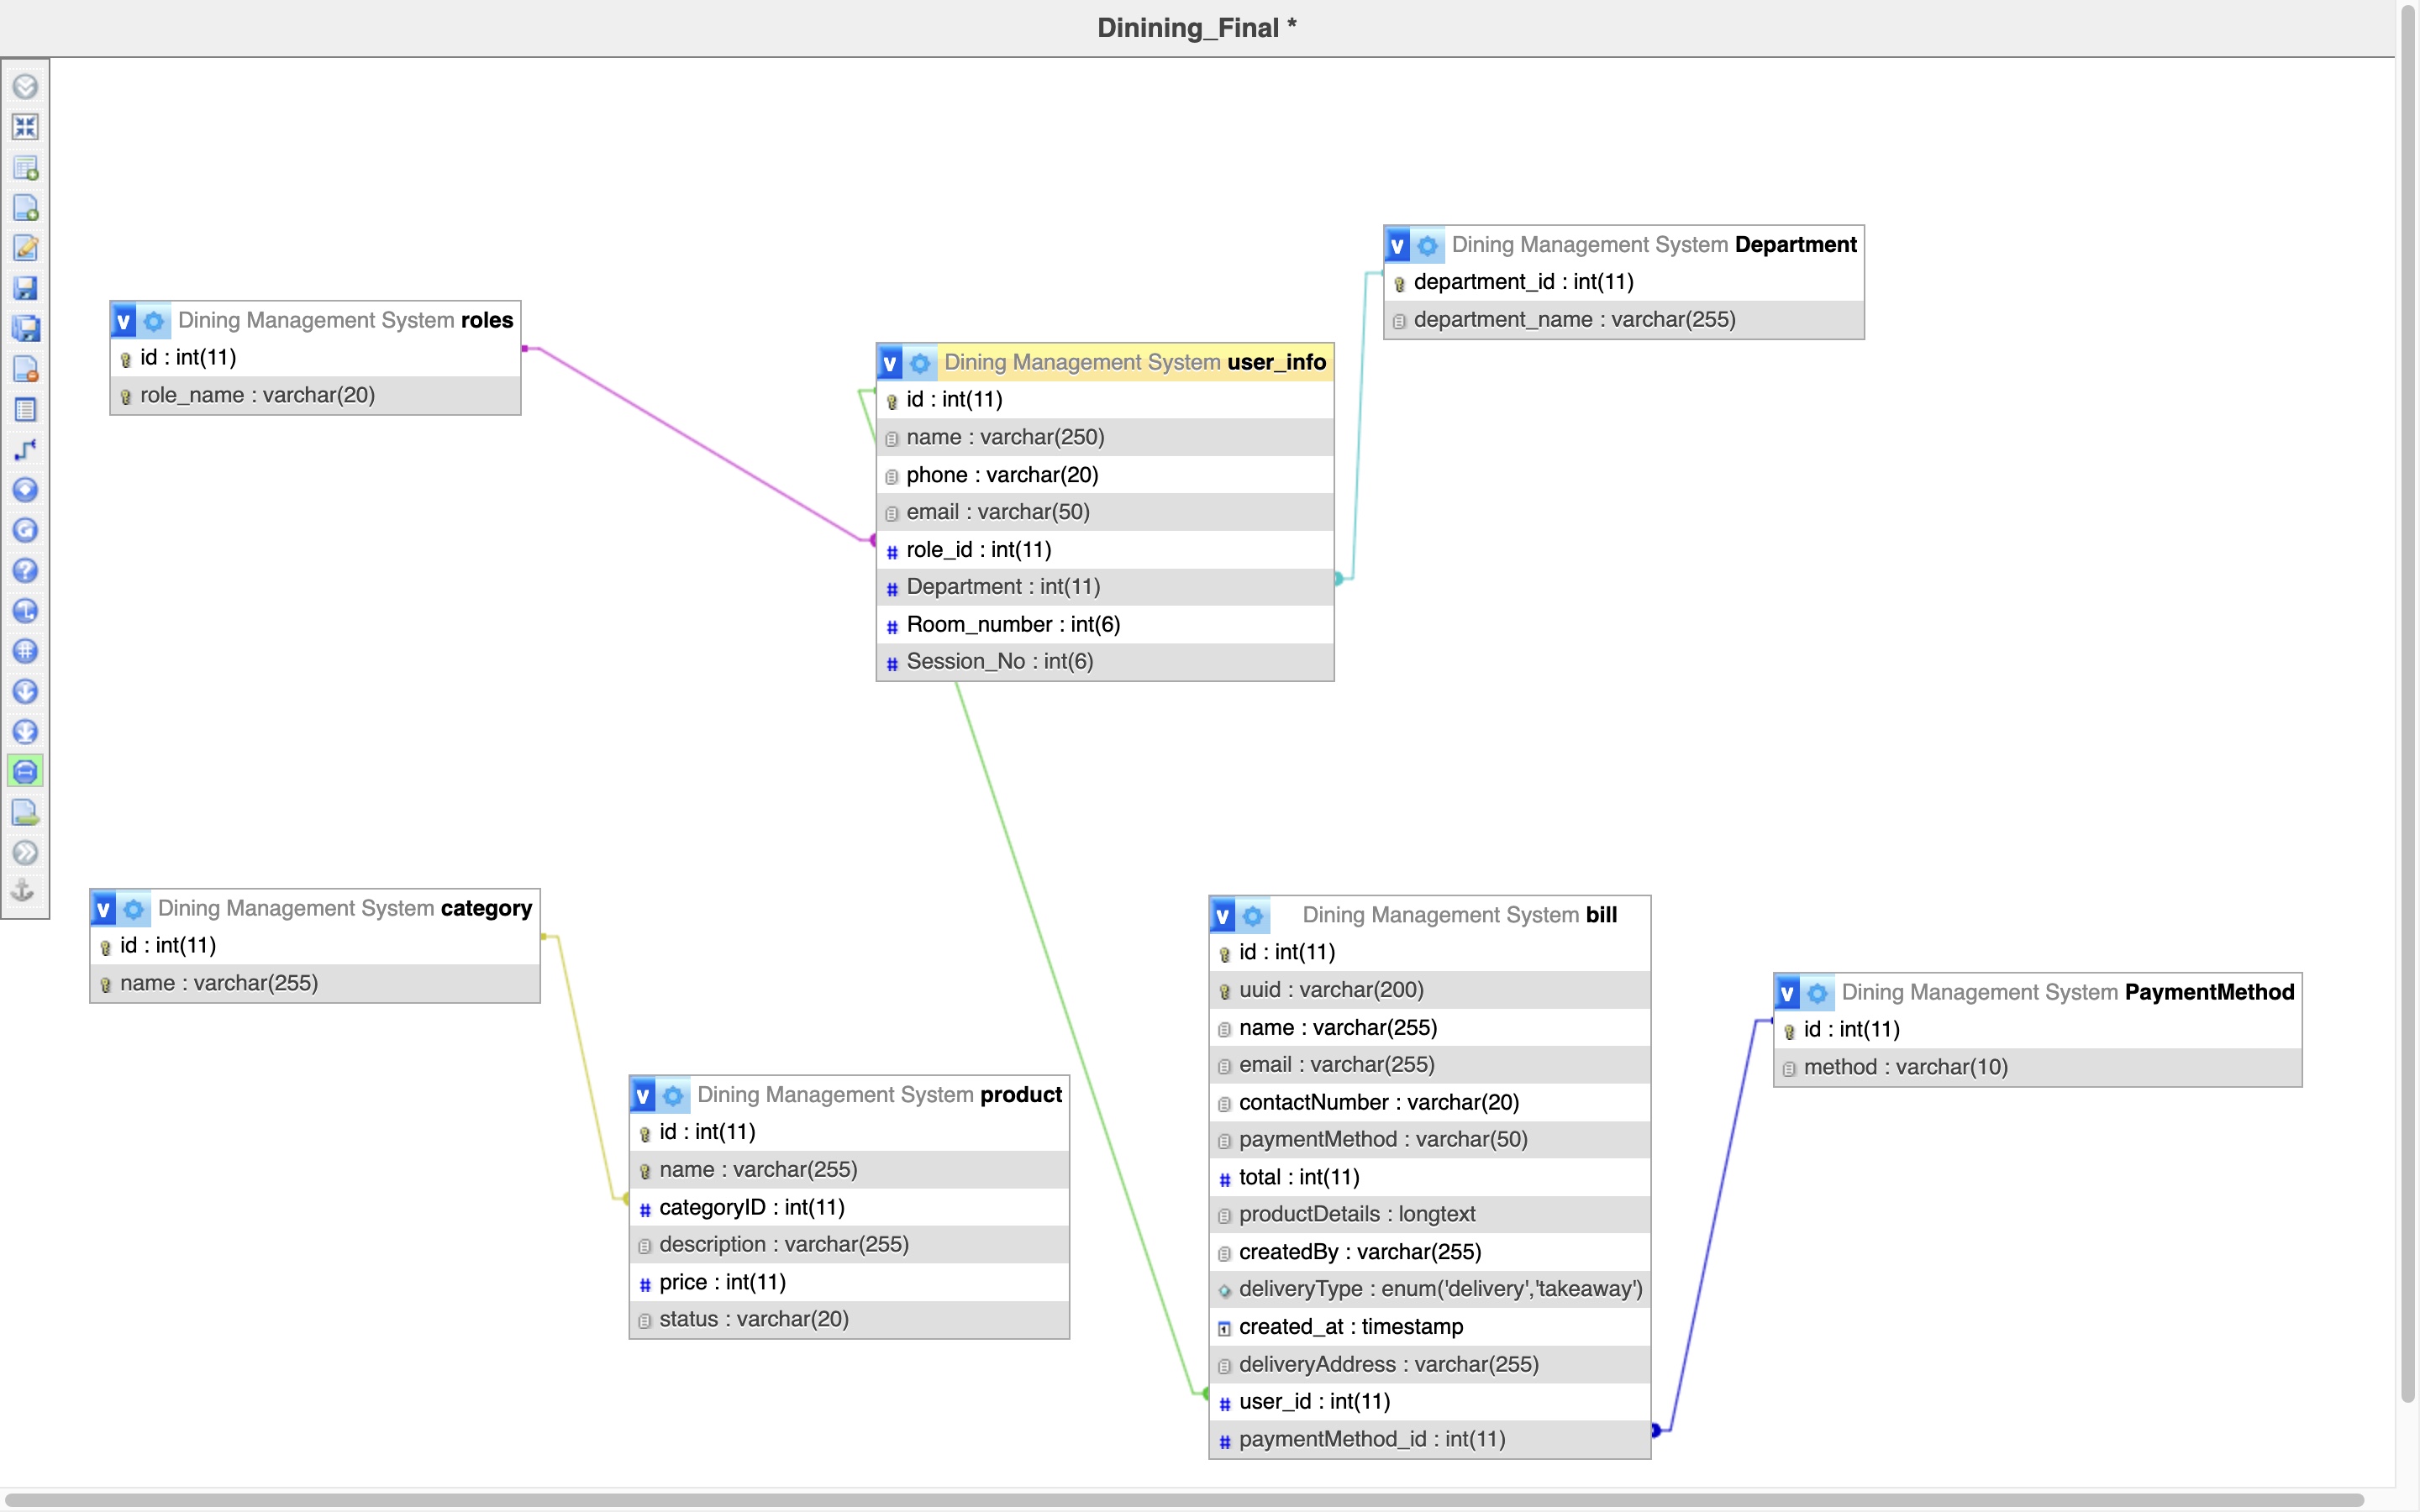 Dinining_Final *
Dining Management System Department
department_id : int(11)
department_name : varchar(255)
Dining Management System roles
id : int(11)
role_name : varchar(20)
Dining Management System user_info
id : int(11)
name : varchar(250)
phone : varchar(20)
email : varchar(50)
role_id : int(11)
Department : int(11)
Room_number : int(6)
Session_No : int(6)
Dining Management System category
id : int(11)
name : varchar(255)
Dining Management System product
id : int(11)
name : varchar(255)
categoryID : int(11)
description : varchar(255)
price : int(11)
status : varchar(20)
Dining Management System bill
id : int(11)
uuid : varchar(200)
name : varchar(255)
email : varchar(255)
contactNumber : varchar(20)
paymentMethod : varchar(50)
total : int(11)
productDetails : longtext
createdBy : varchar(255)
deliveryType : enum('delivery','takeaway')
created_at : timestamp
deliveryAddress : varchar(255)
user_id : int(11)
paymentMethod_id : int(11)
Dining Management System PaymentMethod
id : int(11)
method : varchar(10)